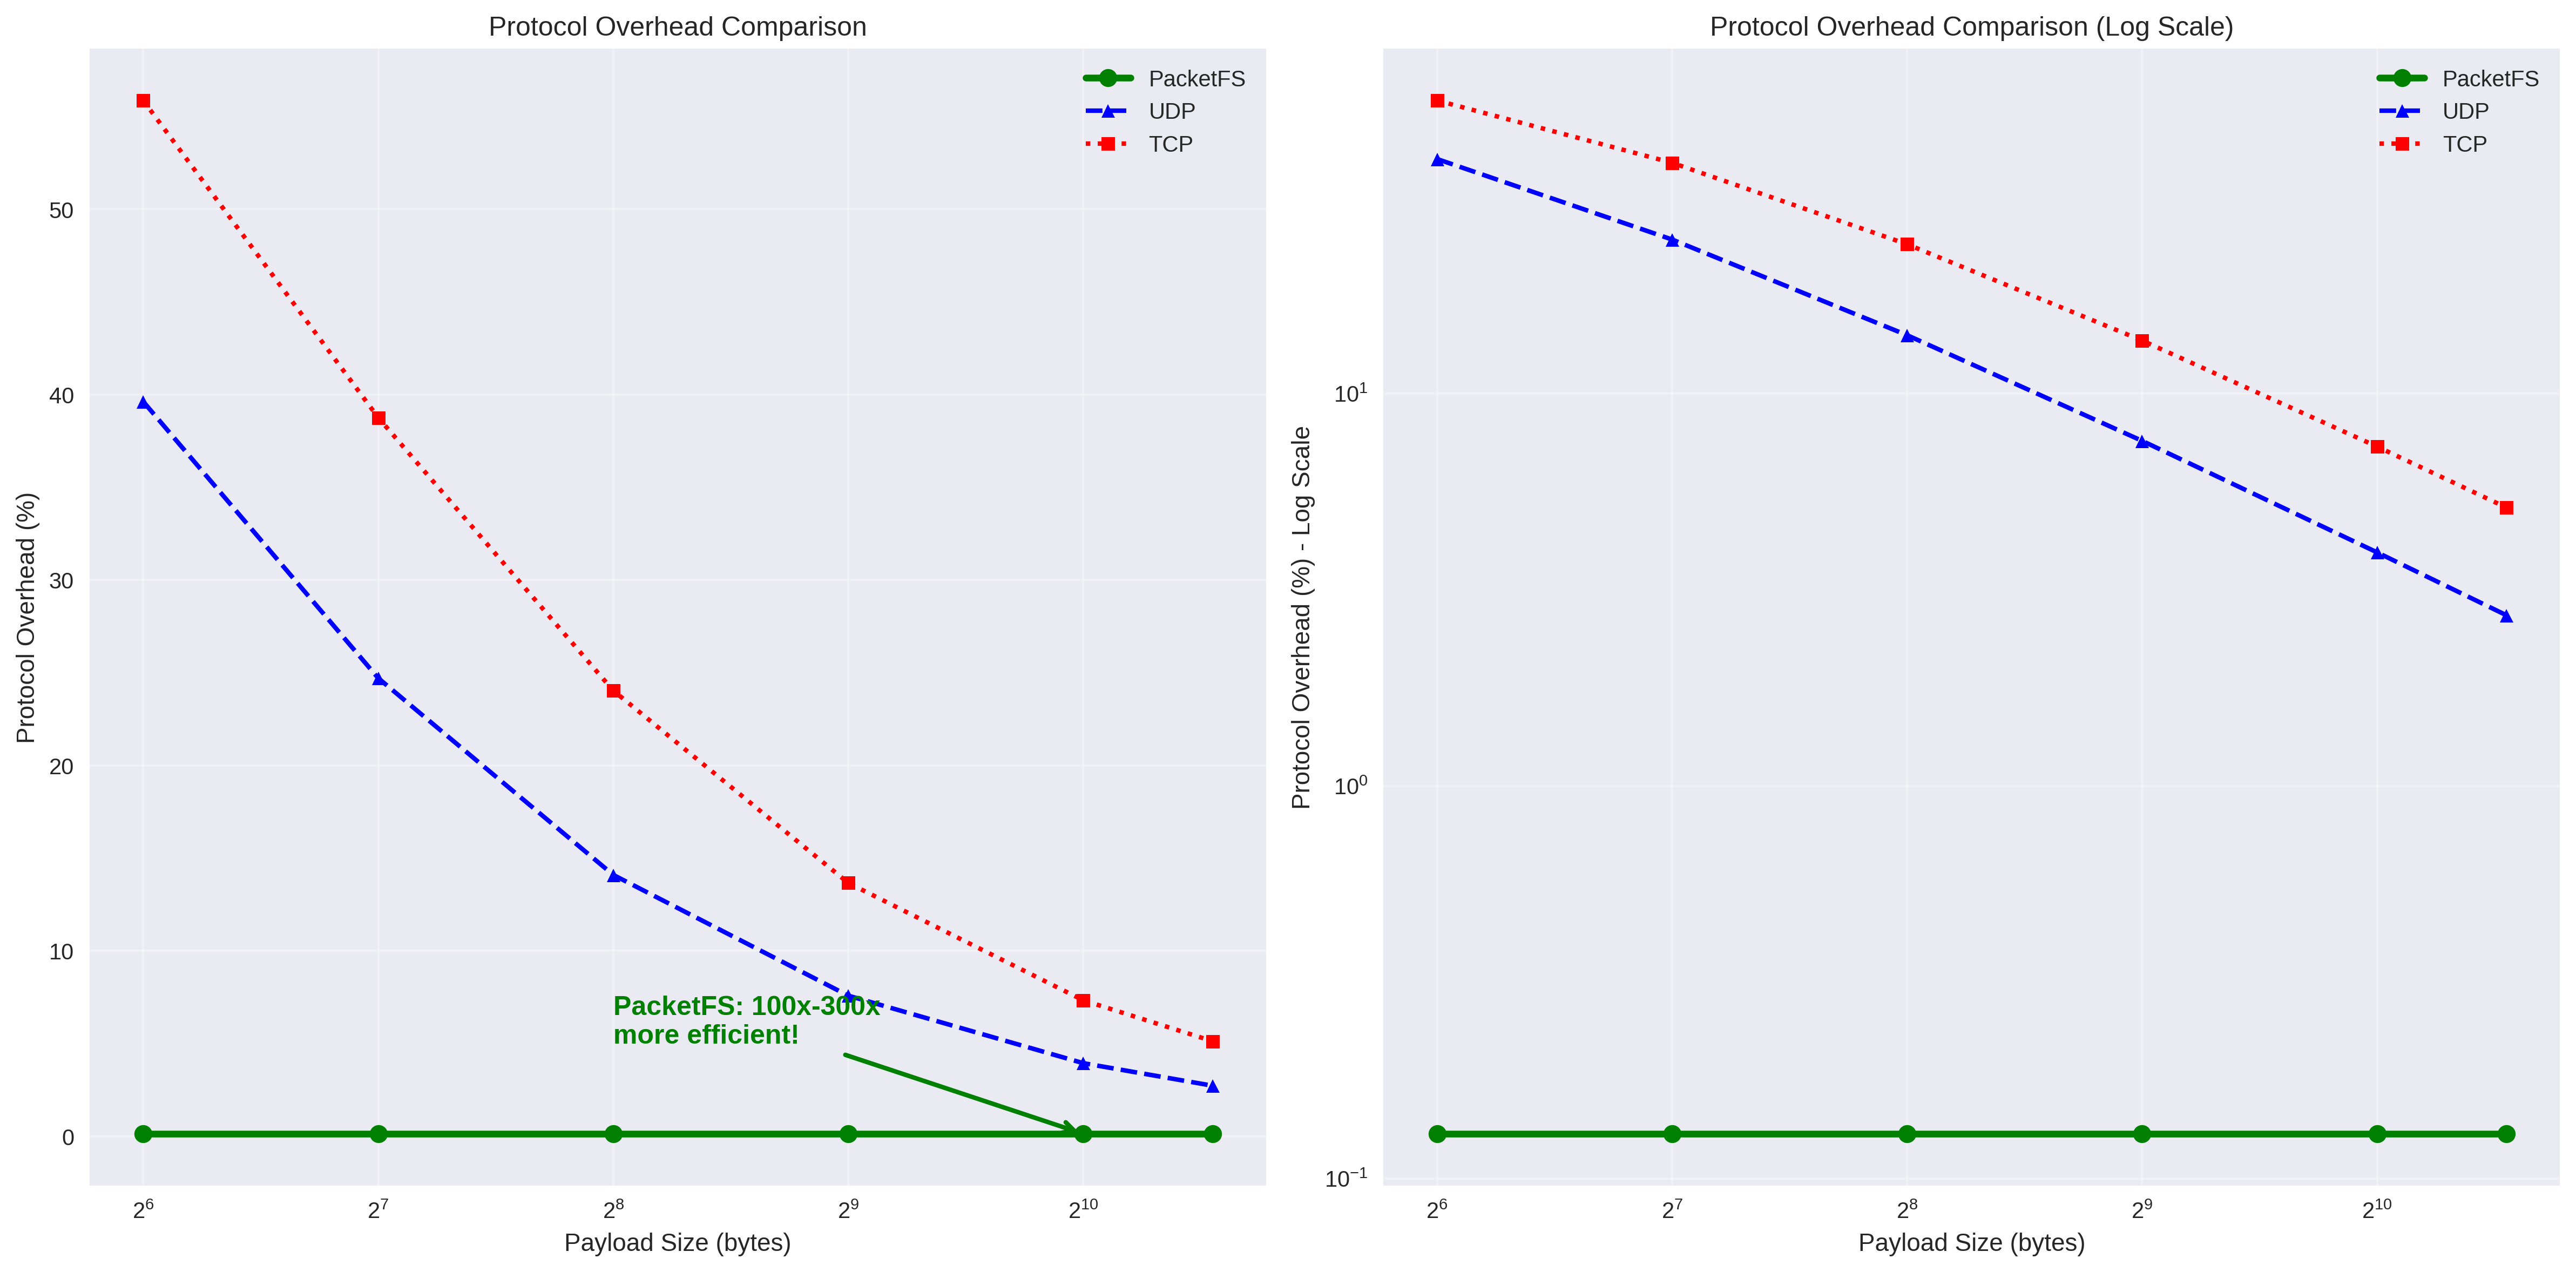 Protocol Overhead Comparison
PacketFS
UDP
TCP
Protocol Overhead (%)
50
40
30
20
10
0
PacketFS: 100x-300x
more efficient!
2⁶ 2⁷ 2⁸ 2⁹ 2¹⁰
Payload Size (bytes)
Protocol Overhead Comparison (Log Scale)
PacketFS
UDP
TCP
Protocol Overhead (%) - Log Scale
10¹
10⁰
10⁻¹
2⁶ 2⁷ 2⁸ 2⁹ 2¹⁰
Payload Size (bytes)